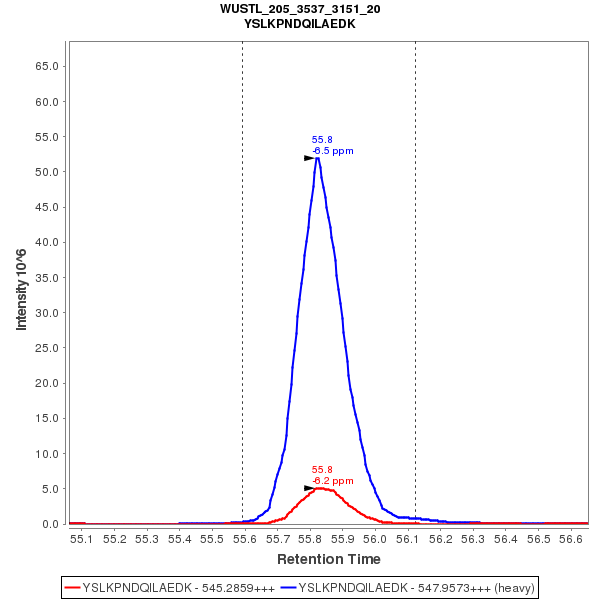 WUSTL_205_3537_3151_20
YSLKPNDQILAEDK
65.0
60.0
55.0
50.0
45.0
40.0
35.0
30.0
25.0
20.0
15.0
10.0
5.0
0.0
Intensity 10^6
55.8
-6.5 ppm
55.8
-6.2 ppm
55.1 55.2 55.3 55.4 55.5 55.6 55.7 55.8 55.9 56.0 56.1 56.2 56.3 56.4 56.5 56.6
Retention Time
YSLKPNDQILAEDK - 545.2859+++ YSLKPNDQILAEDK - 547.9573+++ (heavy)